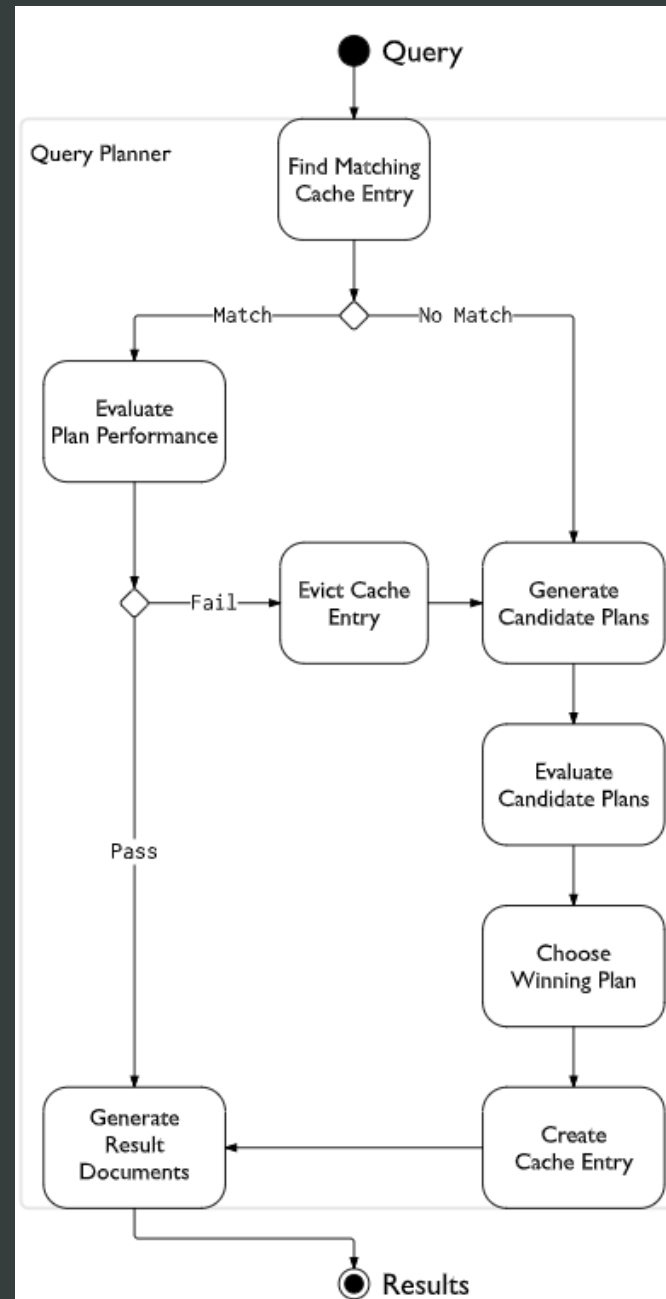 Query
Query Planner
Find Matching
Cache Entry
Match
No Match
Evaluate
Plan Performance
Fail
Evict Cache
Entry
Generate
Candidate Plans
Evaluate
Candidate Plans
Pass
Choose
Winning Plan
Generate
Result
Documents
Create
Cache Entry
Results